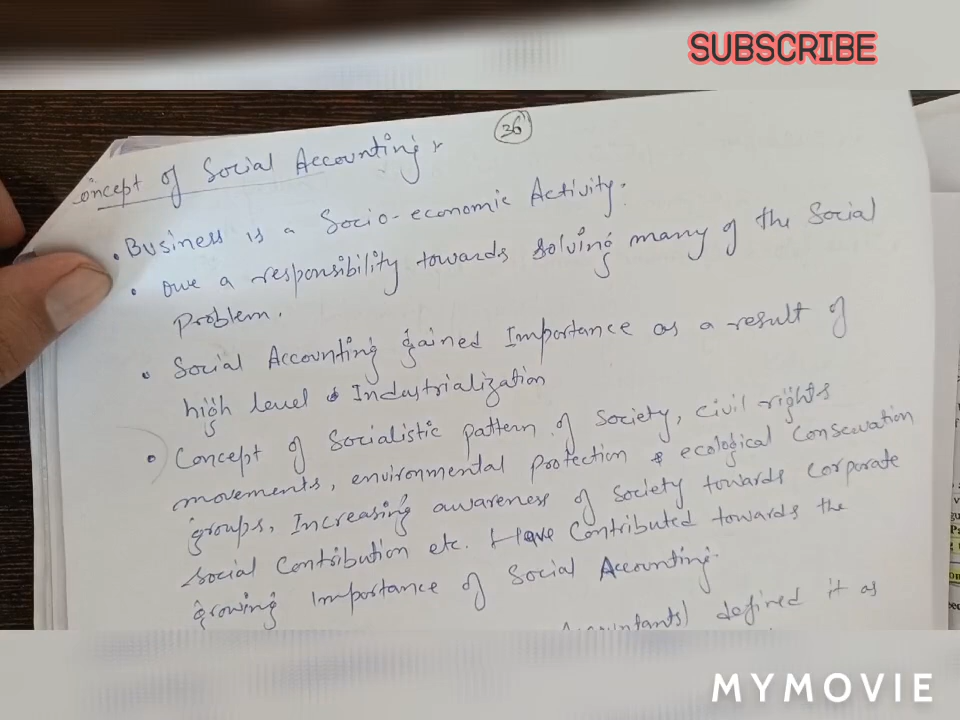 SUBSCRIBE
36
oncept of Social Accounting
• Business is a Socio-economic Activity.
• owe a responsibility towards solving many of the Social
Problem.
• Social Accounting gained Importance as a result of
high level & Industrialization
• Concept of Socialistic pattern of Society, civil rights
movements, environmental Protection & ecological Conservation
groups, Increasing awareness of Society towards Corporate
Social Contribution etc. Have Contributed towards the
growing Importance of Social Accounting.
Accountants) defined it as
MYMOVIE